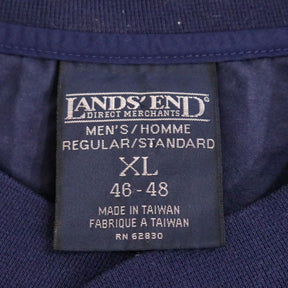 LANDS' END®
DIRECT MERCHANTS
MEN'S/HOMME
REGULAR/STANDARD
XL
46-48
MADE IN TAIWAN
FABRIQUE A TAIWAN
RN 62830